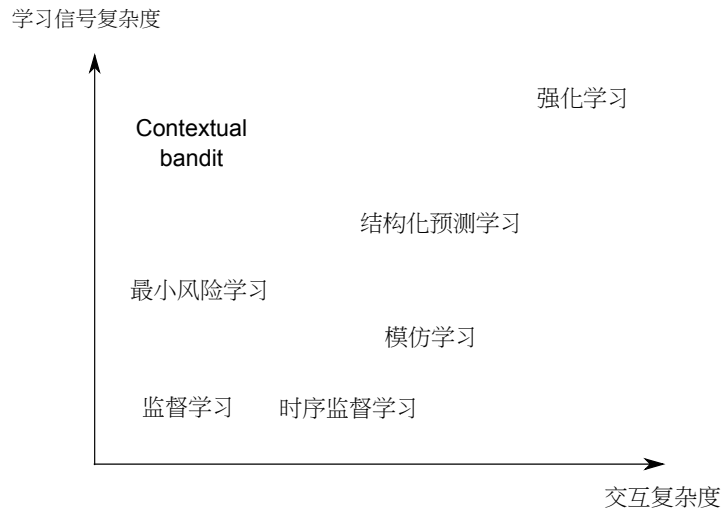 学习信号复杂度
强化学习
Contextual
bandit
结构化预测学习
最小风险学习
模仿学习
监督学习
时序监督学习
交互复杂度